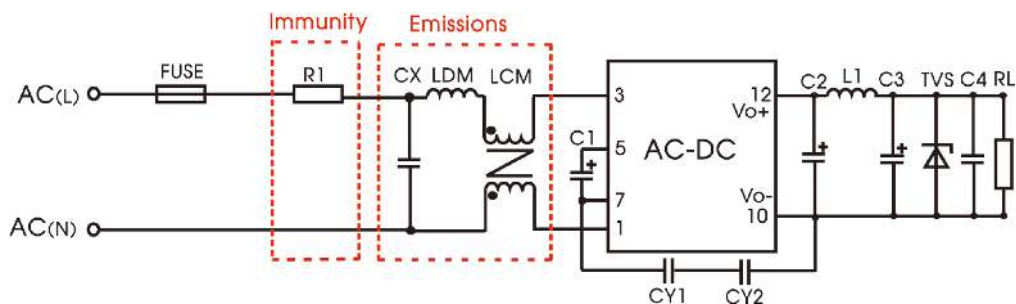 Immunity
Emissions
FUSE
R1
CX
LDM
LCM
AC(L)
AC(N)
C1
3
5
7
1
AC-DC
12
Vo+
Vo-
10
C2
L1
C3
TVS
C4
RL
+
+
+
CY1
CY2